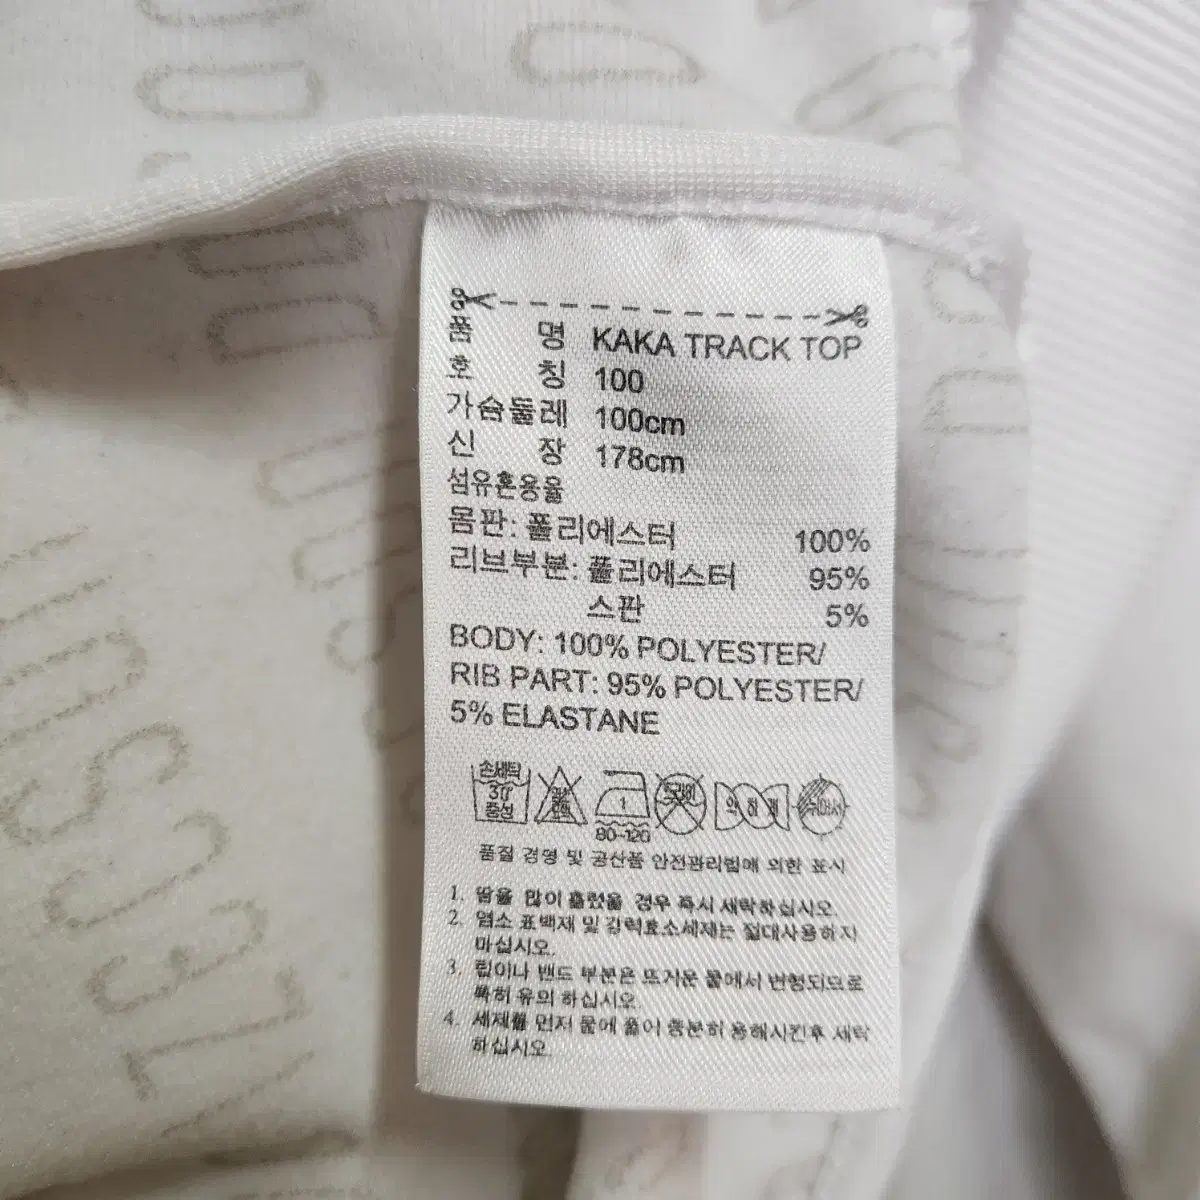 품 명 KAKA TRACK TOP
호 칭 100
가슴둘레 100cm
신 장 178cm
섬유혼용율
몸판: 폴리에스터 100%
리브부분: 폴리에스터 95%
스판 5%
BODY: 100% POLYESTER/
RIB PART: 95% POLYESTER/
5% ELASTANE
손세탁
30
중성
1
80-120
드라이
약하게
품질 경영 및 공산품 안전관리법에 의한 표시
1. 땀을 많이 흘렸을 경우 즉시 세탁하십시오.
2. 염소 표백재 및 강력효소세제는 절대사용하지
마십시오.
3. 립이나 밴드 부분은 뜨거운 물에서 변형되므로
특히 유의 하십시오.
4. 세제를 먼저 물에 풀어 충분히 용해시킨후 세탁
하십시오.